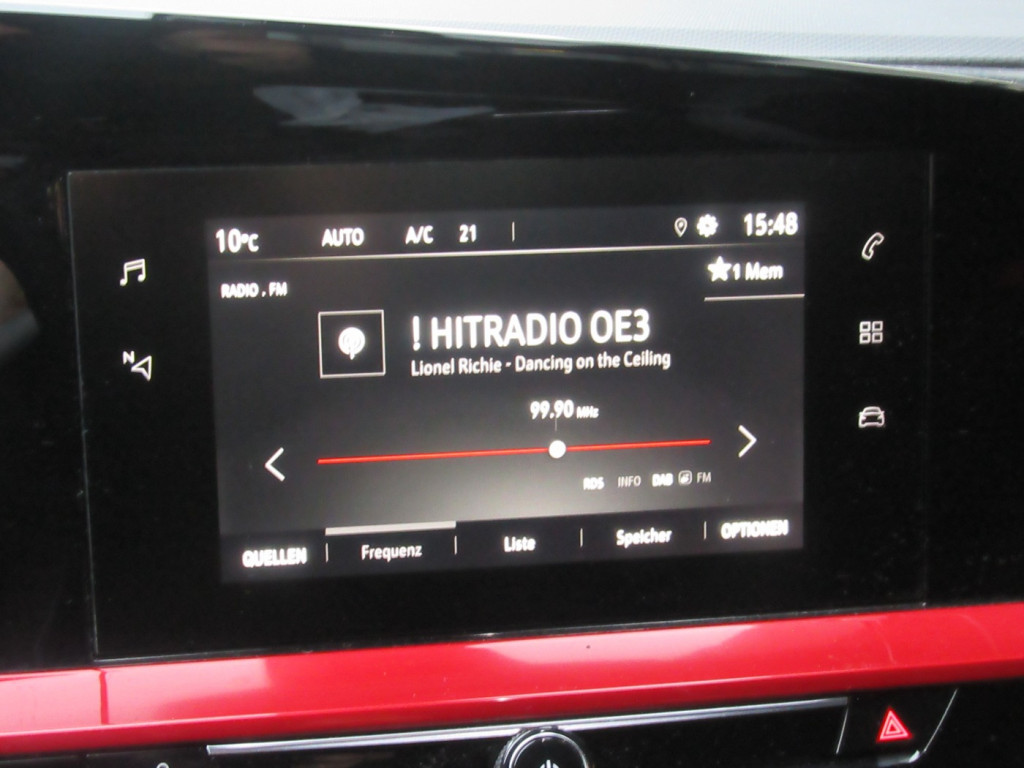 10°C AUTO A/C 21 15:48
1 Mem
RADIO . FM
! HITRADIO OE3
Lionel Richie - Dancing on the Ceiling
99.90 MHz
N
RDS INFO DAB FM
QUELLEN Frequenz Liste Speicher OPTIONEN